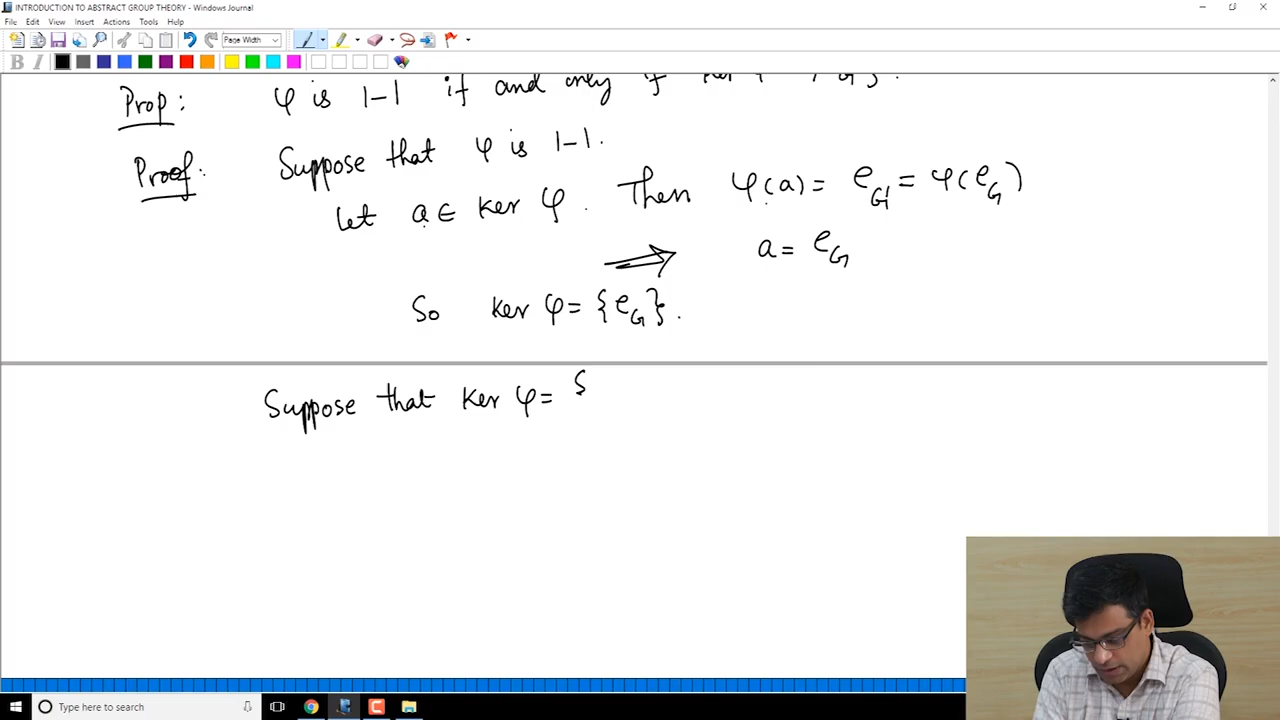 INTRODUCTION TO ABSTRACT GROUP THEORY - Windows Journal
File Edit View Insert Actions Tools Help
Page Width
B I
Prop: φ is 1-1 if and only if ker φ
Proof: Suppose that φ is 1-1.
Let a ∈ ker φ. Then φ(a) = e_G' = φ(e_G)
⟹ a = e_G
So ker φ = {e_G}.
Suppose that ker φ = {
Type here to search